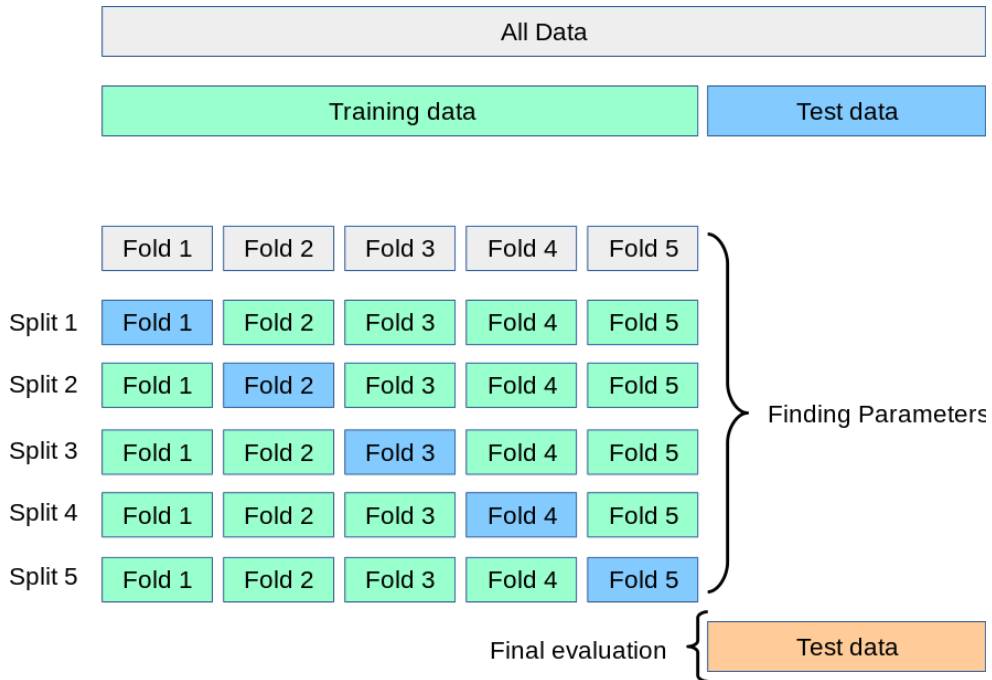 All Data
Training data Test data
Fold 1 Fold 2 Fold 3 Fold 4 Fold 5
Split 1 Fold 1 Fold 2 Fold 3 Fold 4 Fold 5
Split 2 Fold 1 Fold 2 Fold 3 Fold 4 Fold 5
Finding Parameters
Split 3 Fold 1 Fold 2 Fold 3 Fold 4 Fold 5
Split 4 Fold 1 Fold 2 Fold 3 Fold 4 Fold 5
Split 5 Fold 1 Fold 2 Fold 3 Fold 4 Fold 5
Final evaluation Test data